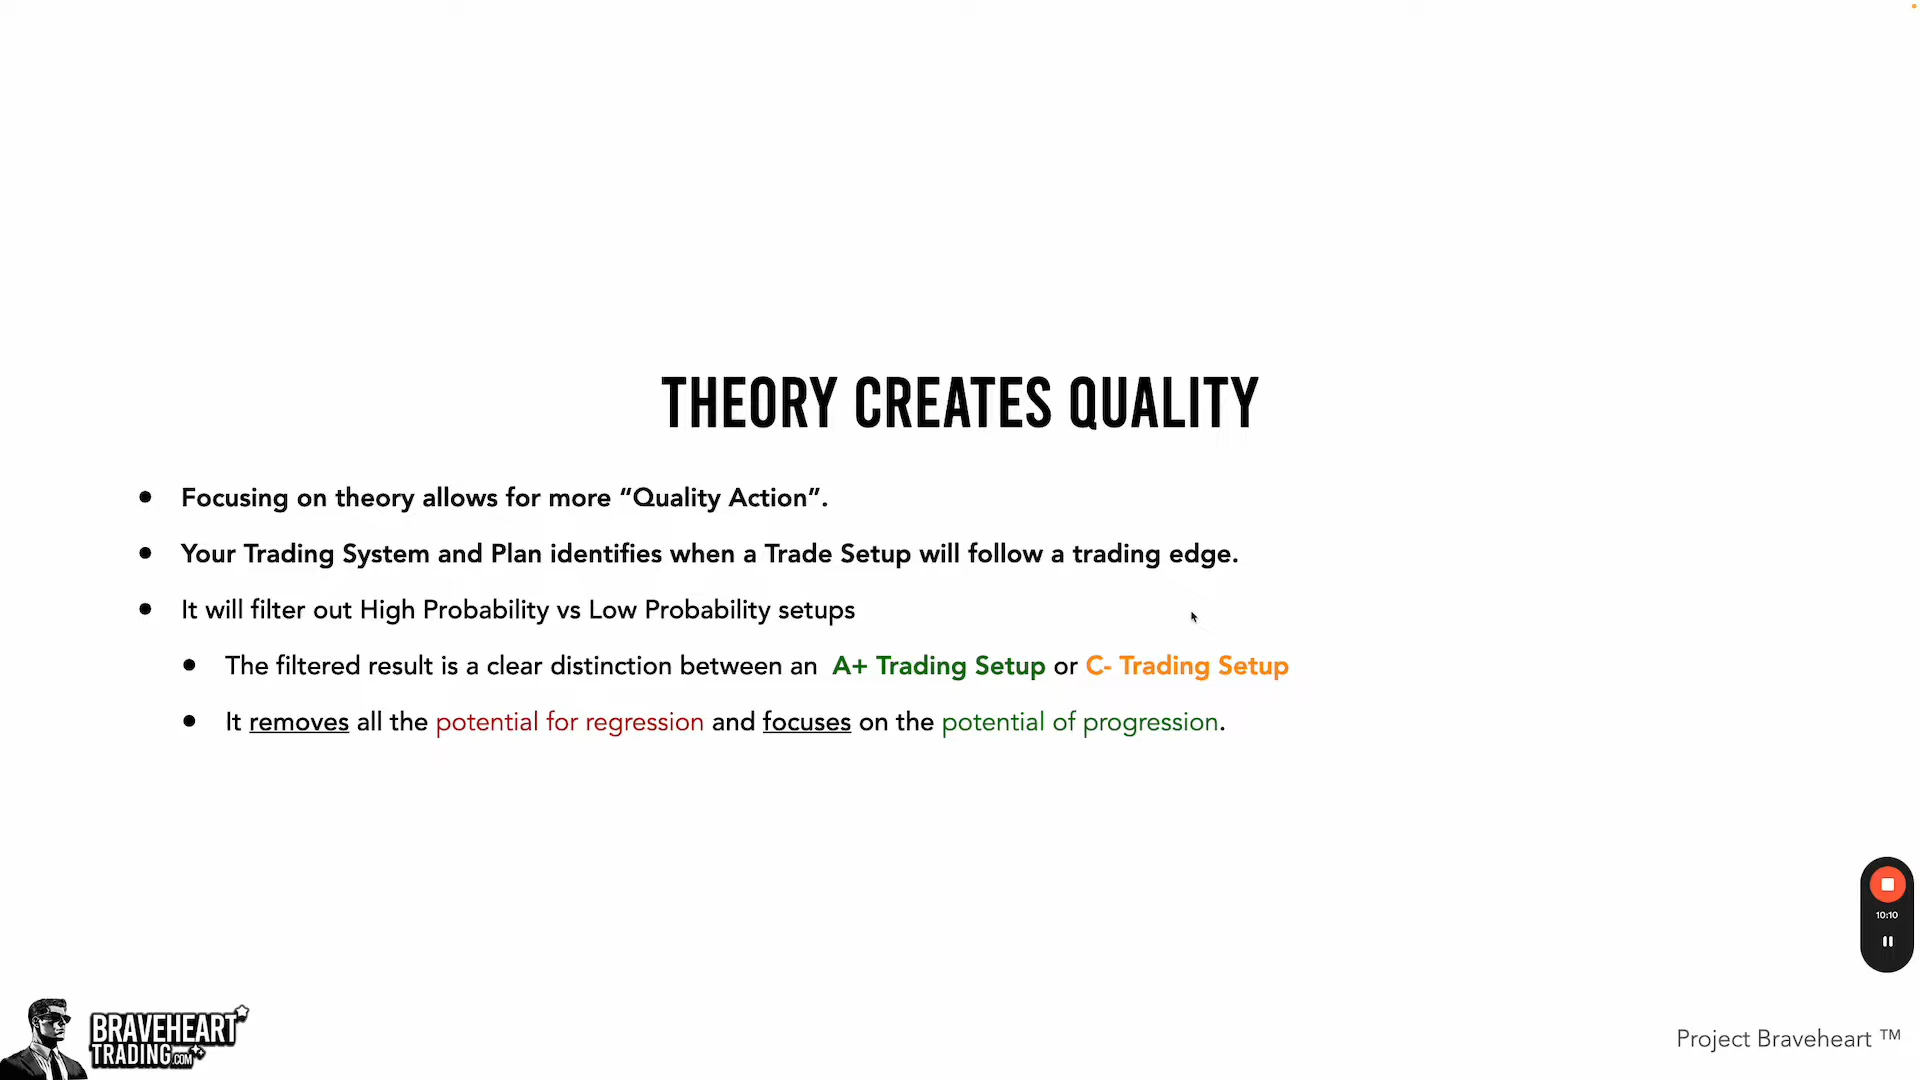 THEORY CREATES QUALITY
● Focusing on theory allows for more “Quality Action”.
● Your Trading System and Plan identifies when a Trade Setup will follow a trading edge.
● It will filter out High Probability vs Low Probability setups
● The filtered result is a clear distinction between an A+ Trading Setup or C- Trading Setup
● It removes all the potential for regression and focuses on the potential of progression.
10:10
BRAVEHEART
TRADING.COM
Project Braveheart ™